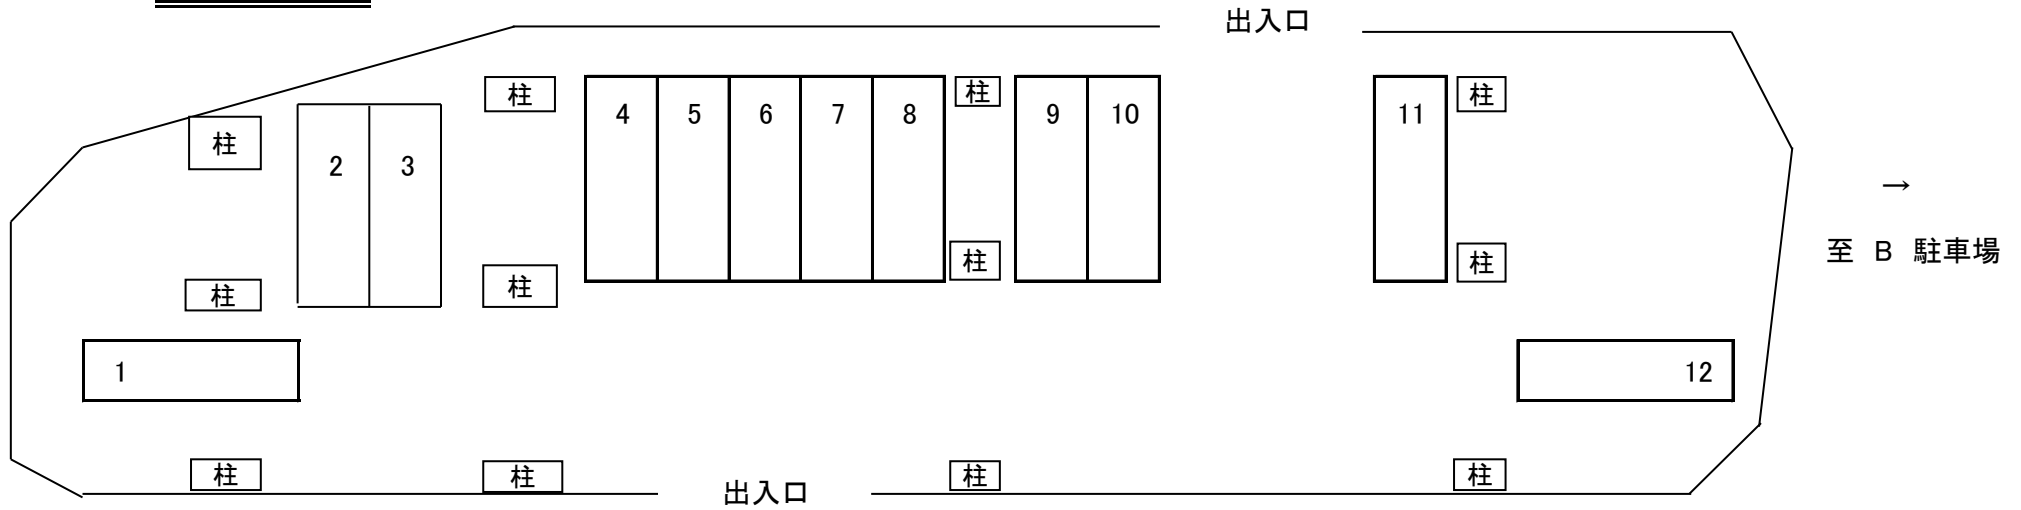 出入口
柱 4 5 6 7 8 柱 9 10 11 柱
柱 2 3
→
柱 柱 柱 柱 至 B 駐車場
1 12
柱 柱 柱 柱
出入口